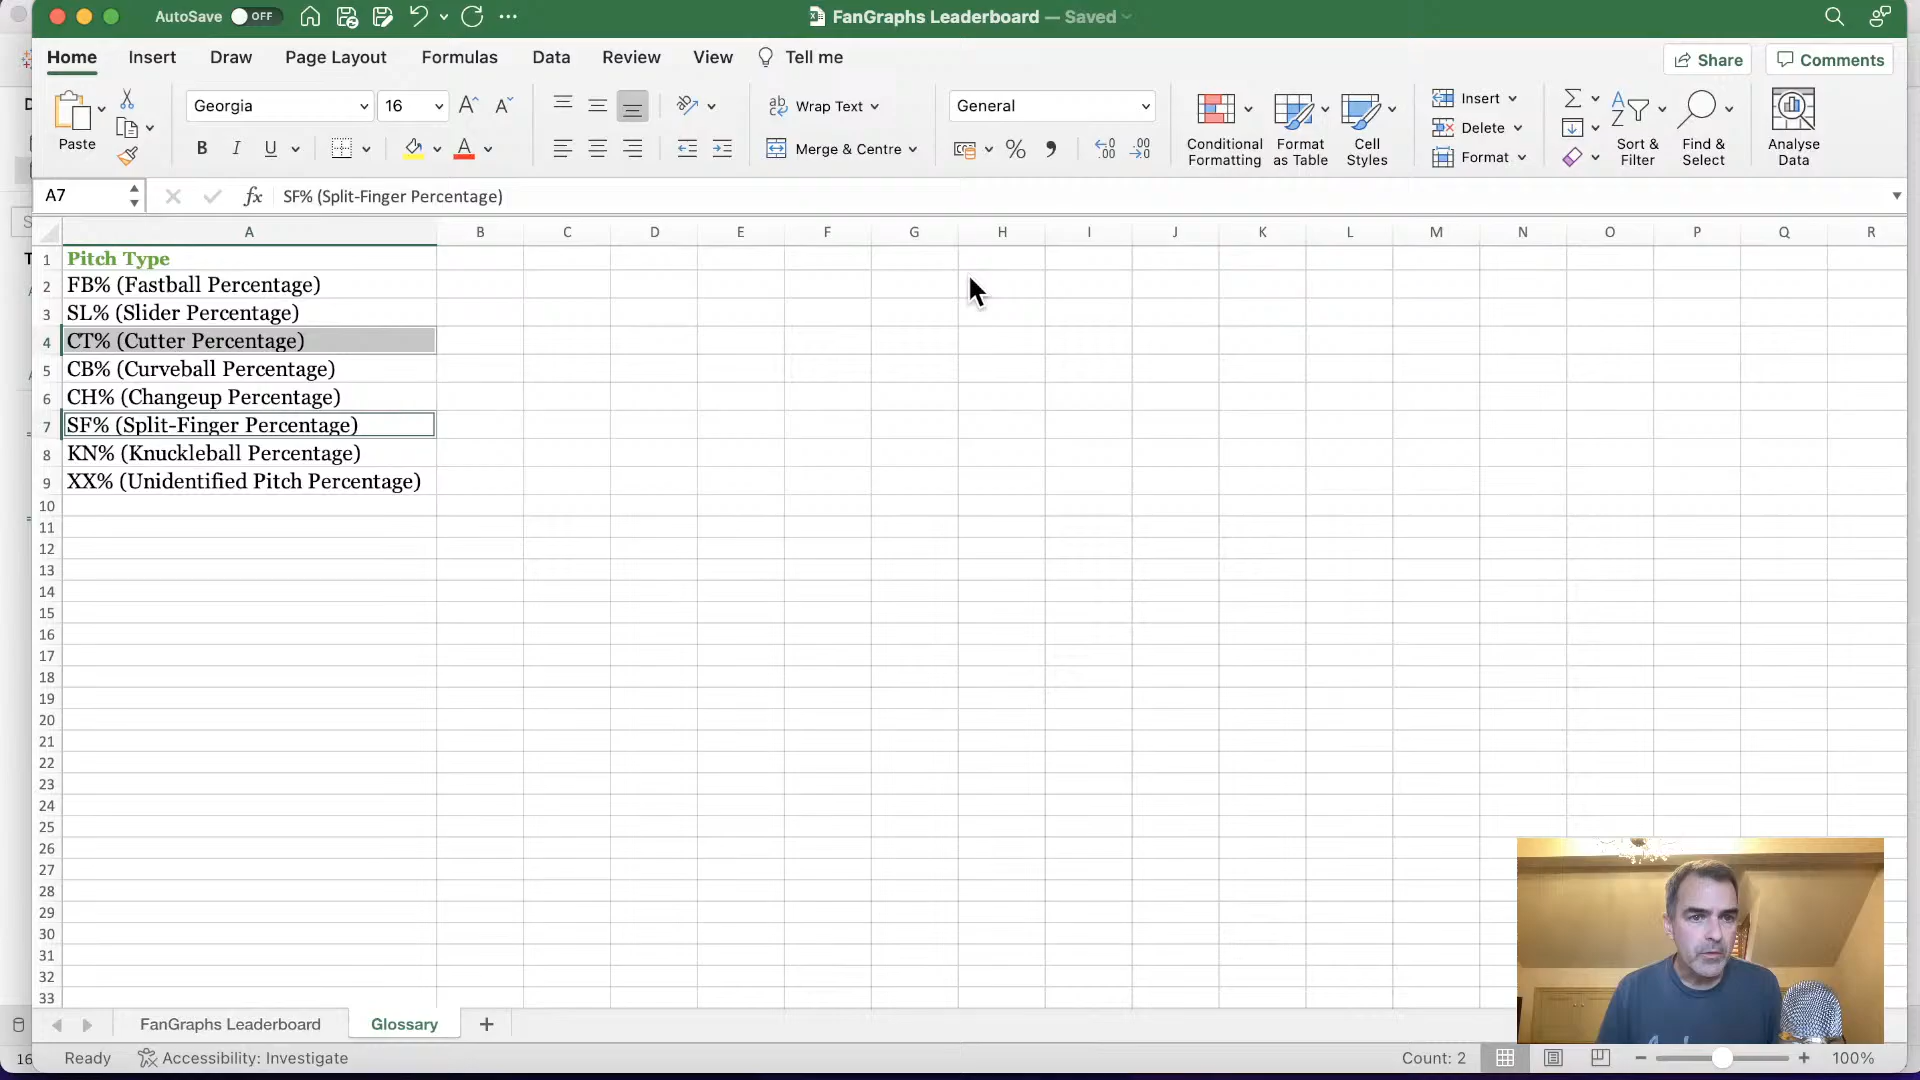 AutoSave OFF
FanGraphs Leaderboard — Saved
Home Insert Draw Page Layout Formulas Data Review View Tell me
Share Comments
Paste
Georgia 16
Wrap Text
Merge & Centre
General
Conditional Formatting
Format as Table
Cell Styles
Insert
Delete
Format
Sort & Filter
Find & Select
Analyse Data
A7 fx SF% (Split-Finger Percentage)
A B C D E F G H I J K L M N O P Q R
1 Pitch Type
2 FB% (Fastball Percentage)
3 SL% (Slider Percentage)
4 CT% (Cutter Percentage)
5 CB% (Curveball Percentage)
6 CH% (Changeup Percentage)
7 SF% (Split-Finger Percentage)
8 KN% (Knuckleball Percentage)
9 XX% (Unidentified Pitch Percentage)
10
11
12
13
14
15
16
17
18
19
20
21
22
23
24
25
26
27
28
29
30
31
32
33
FanGraphs Leaderboard Glossary +
16 Ready Accessibility: Investigate Count: 2 100%